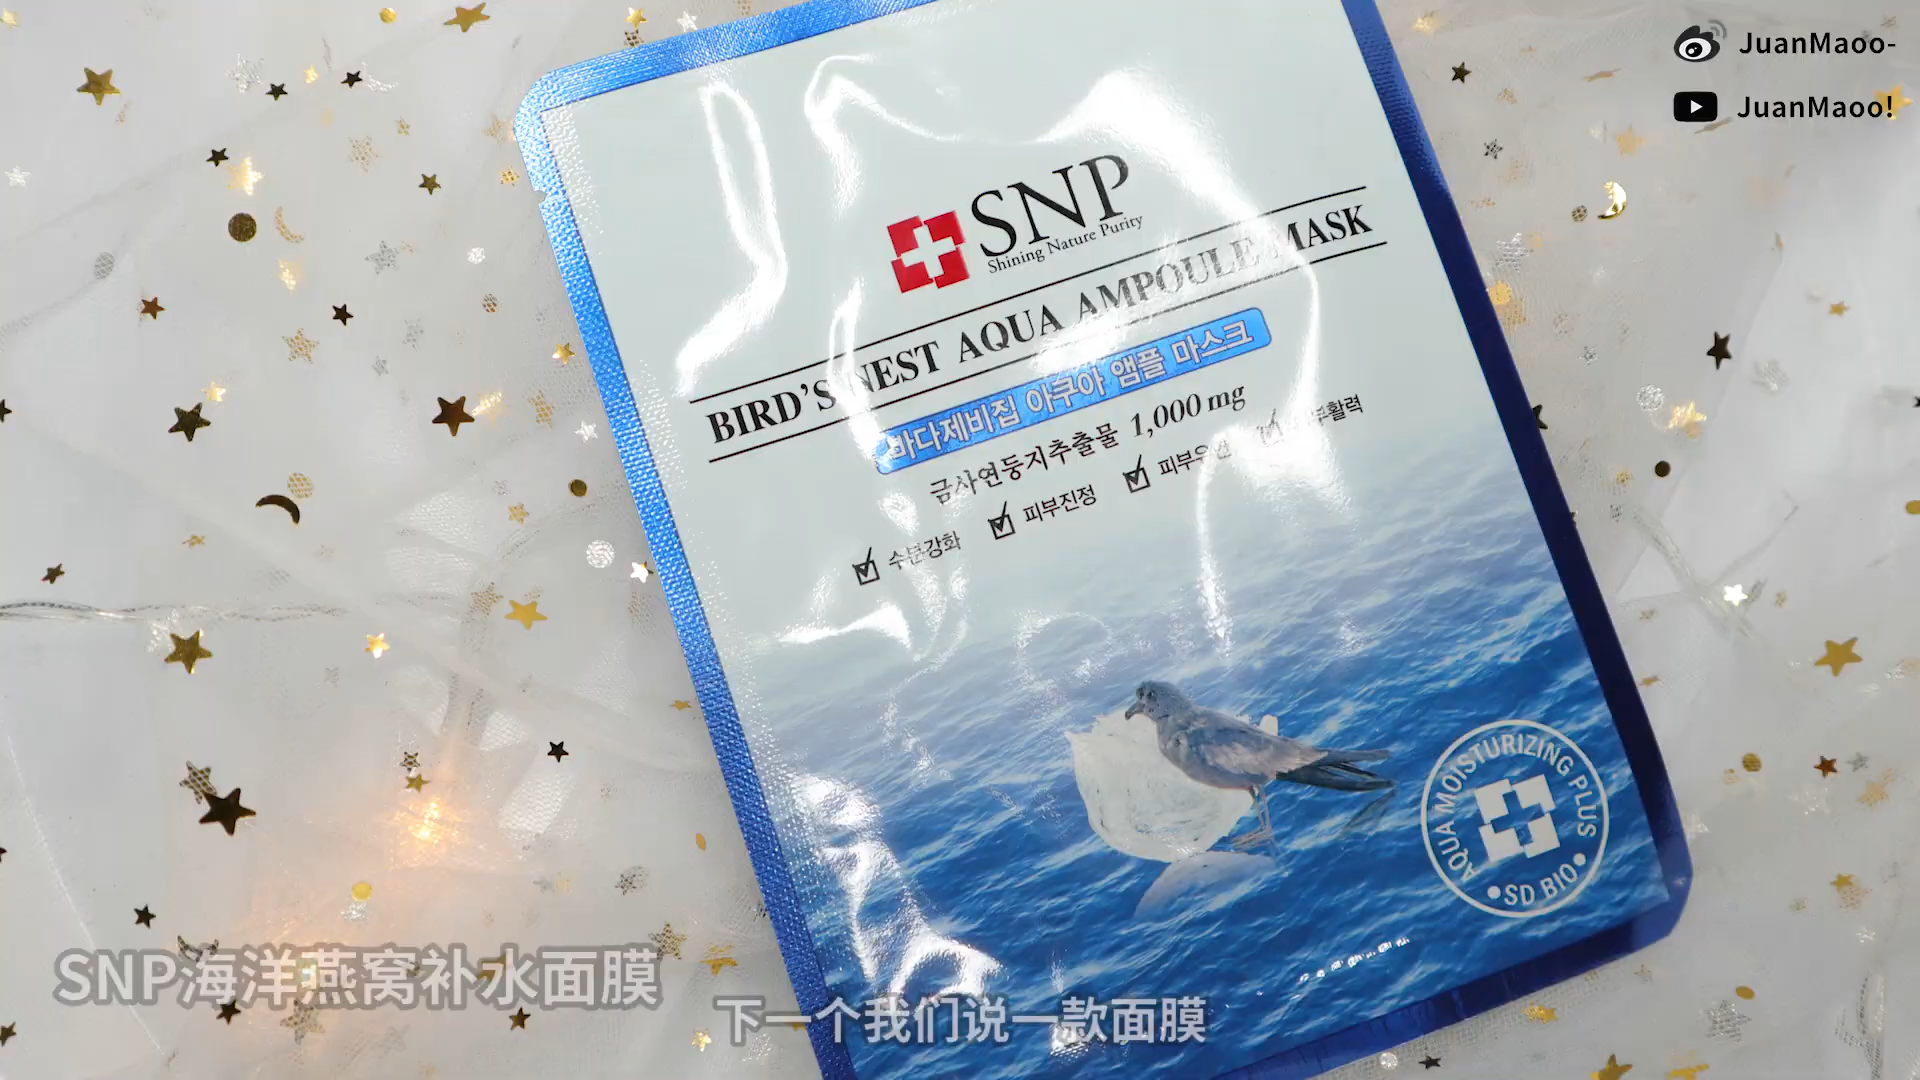 JuanMaoo-
JuanMaoo!
SNP
Shining Nature Purity
BIRD'S NEST AQUA AMPOULE MASK
바다제비집 아쿠아 앰플 마스크
금사연둥지추출물 1,000 mg
수분강화 피부진정
AQUA MOISTURIZING PLUS
SD BIO
SNP海洋燕窝补水面膜
下一个我们说一款面膜